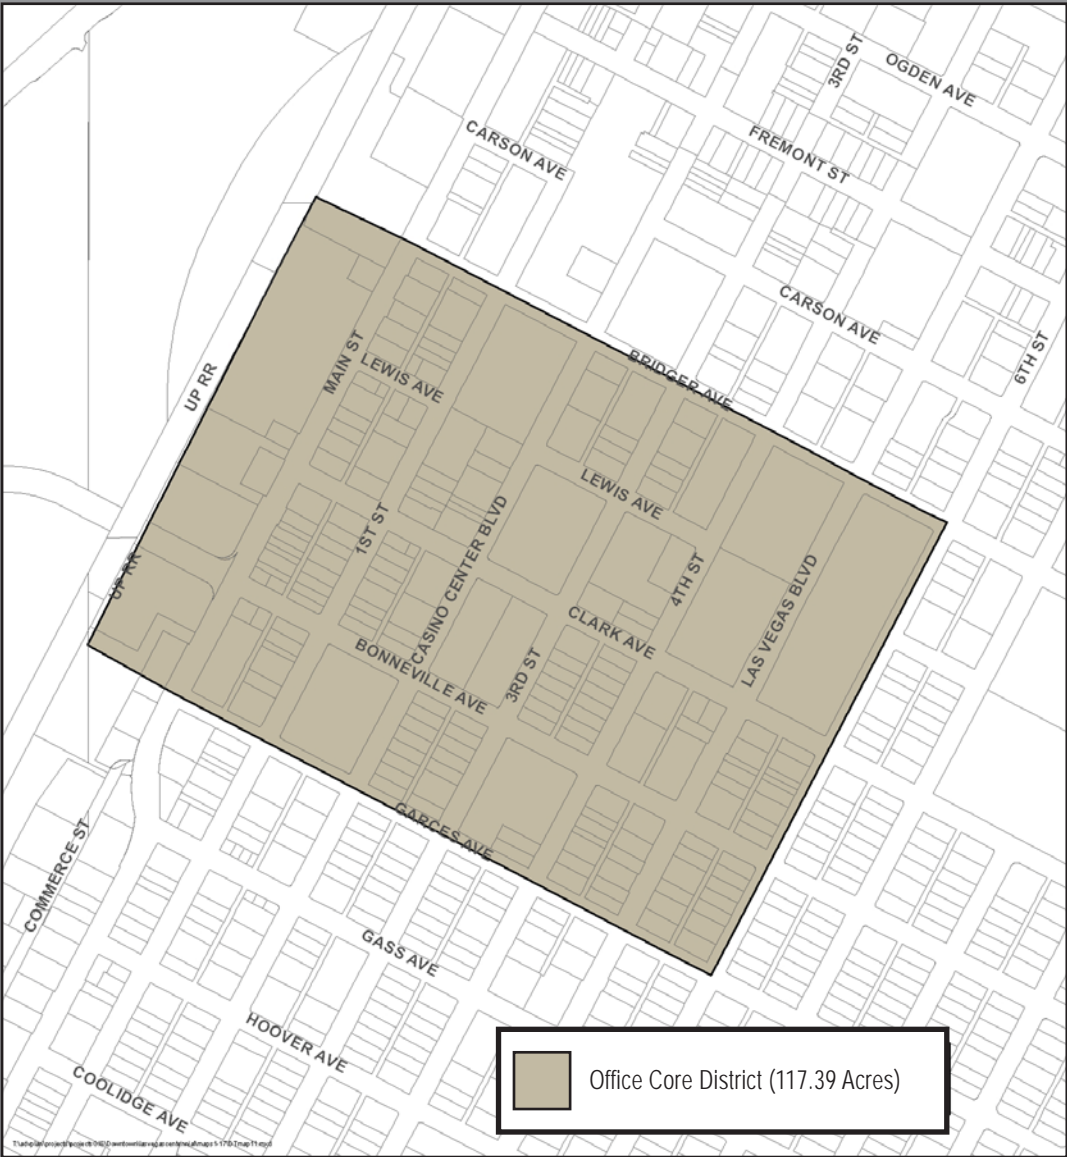 3RD ST
OGDEN AVE
CARSON AVE
FREMONT ST
CARSON AVE
6TH ST
BRIDGER AVE
MAIN ST
LEWIS AVE
UP RR
LEWIS AVE
1ST ST
CASINO CENTER BLVD
4TH ST
LAS VEGAS BLVD
UP RR
CLARK AVE
BONNEVILLE AVE
3RD ST
GARCES AVE
COMMERCE ST
GASS AVE
HOOVER AVE
COOLIDGE AVE
Office Core District (117.39 Acres)